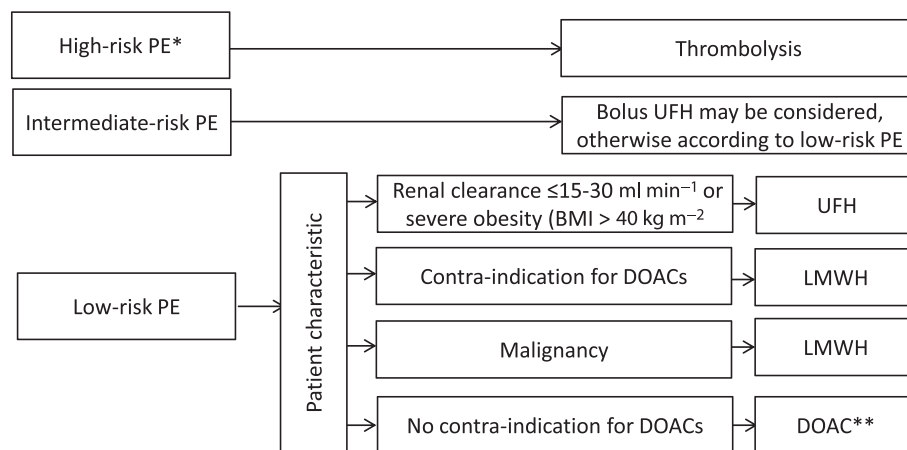 High-risk PE*
Thrombolysis
Intermediate-risk PE
Bolus UFH may be considered,
otherwise according to low-risk PE
Low-risk PE
Patient characteristic
Renal clearance ≤15-30 ml min⁻¹ or
severe obesity (BMI > 40 kg m⁻²
UFH
Contra-indication for DOACs
LMWH
Malignancy
LMWH
No contra-indication for DOACs
DOAC**